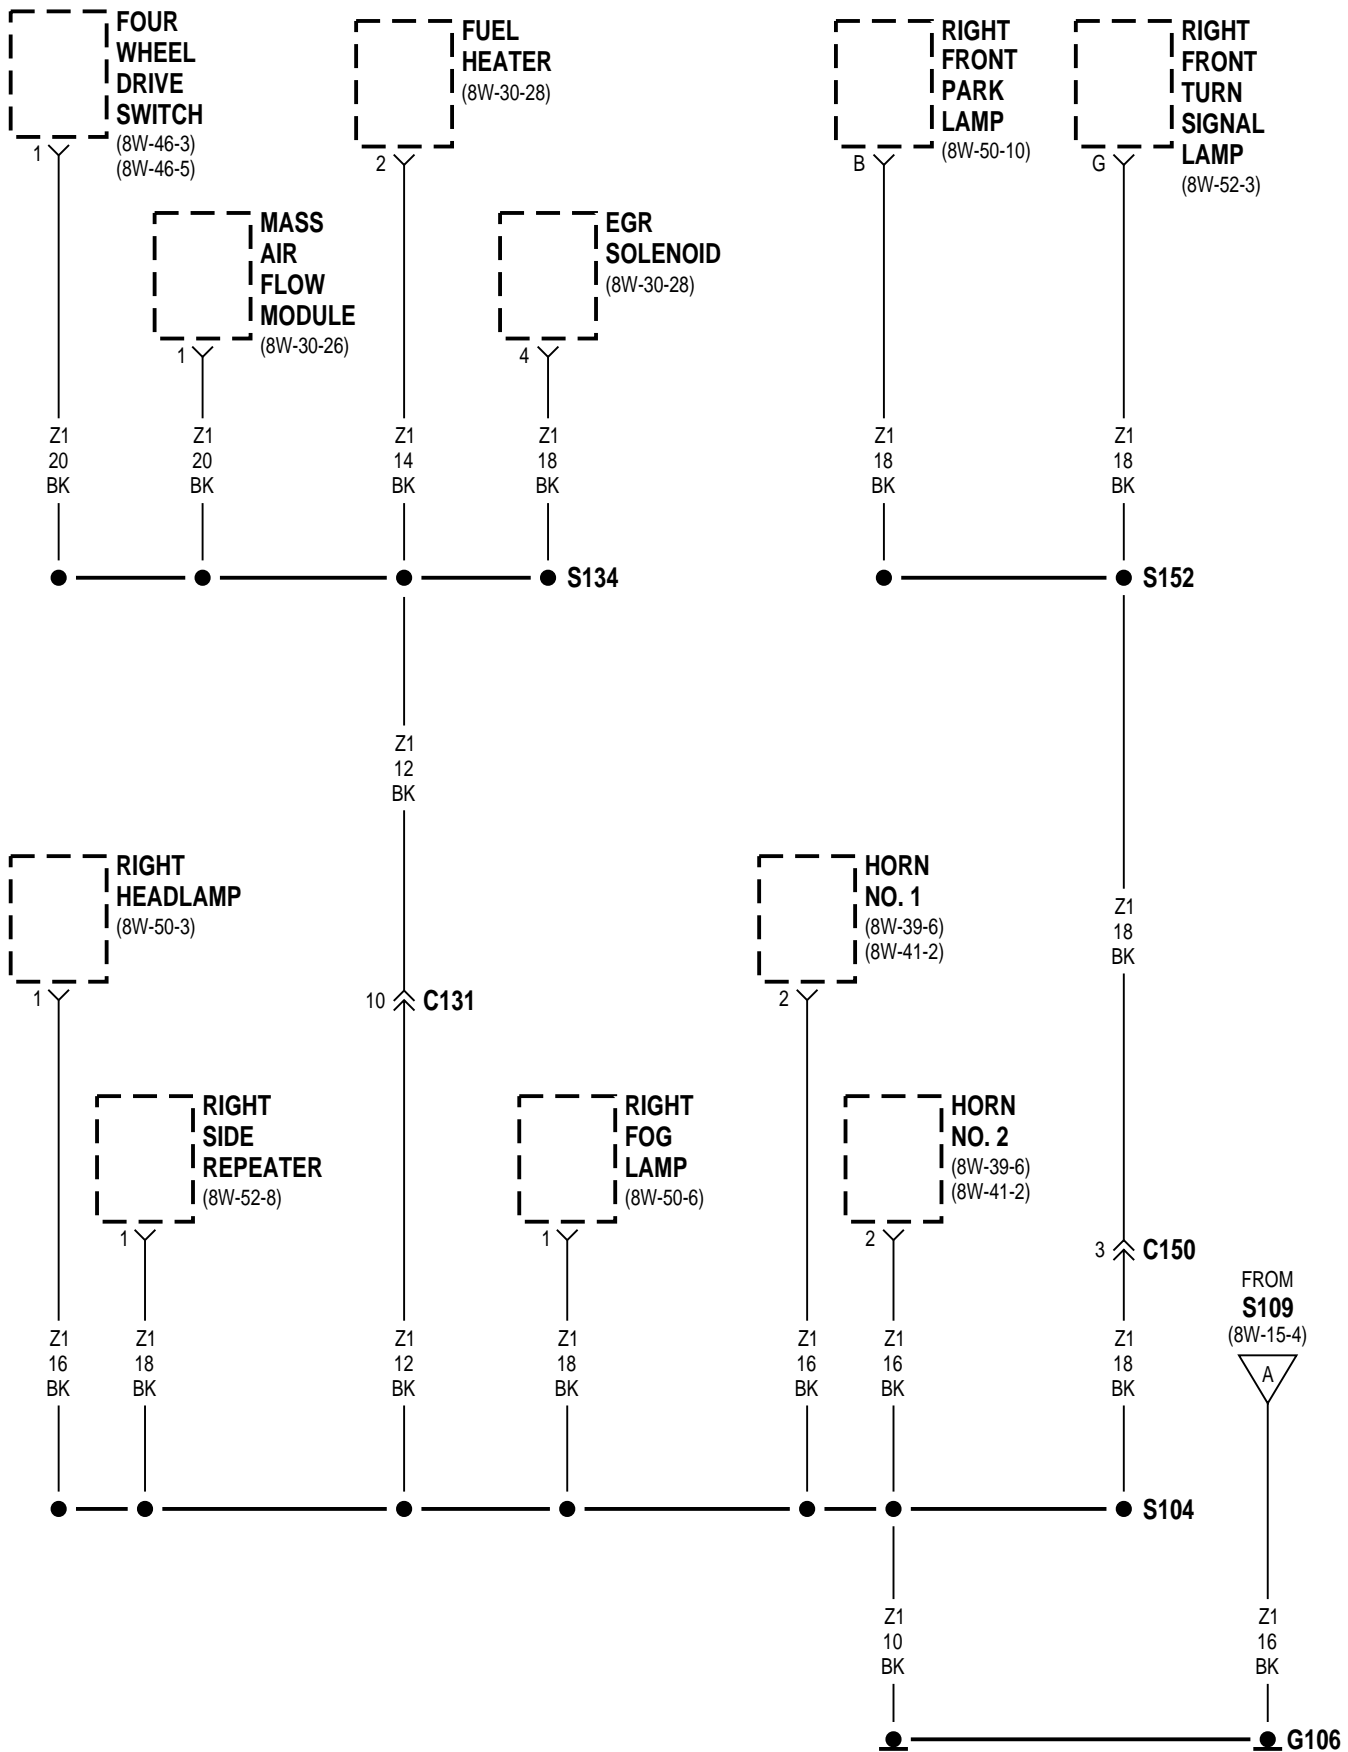 FOUR
WHEEL
DRIVE
SWITCH
(8W-46-3)
(8W-46-5)
1
FUEL
HEATER
(8W-30-28)
2
RIGHT
FRONT
PARK
LAMP
(8W-50-10)
B
RIGHT
FRONT
TURN
SIGNAL
LAMP
(8W-52-3)
G
MASS
AIR
FLOW
MODULE
(8W-30-26)
1
EGR
SOLENOID
(8W-30-28)
4
Z1
20
BK
Z1
20
BK
Z1
14
BK
Z1
18
BK
Z1
18
BK
Z1
18
BK
S134
S152
Z1
12
BK
RIGHT
HEADLAMP
(8W-50-3)
1
10
C131
HORN
NO. 1
(8W-39-6)
(8W-41-2)
2
Z1
18
BK
RIGHT
SIDE
REPEATER
(8W-52-8)
1
RIGHT
FOG
LAMP
(8W-50-6)
1
HORN
NO. 2
(8W-39-6)
(8W-41-2)
2
3
C150
FROM
S109
(8W-15-4)
A
Z1
16
BK
Z1
18
BK
Z1
12
BK
Z1
18
BK
Z1
16
BK
Z1
16
BK
Z1
18
BK
S104
Z1
10
BK
Z1
16
BK
G106